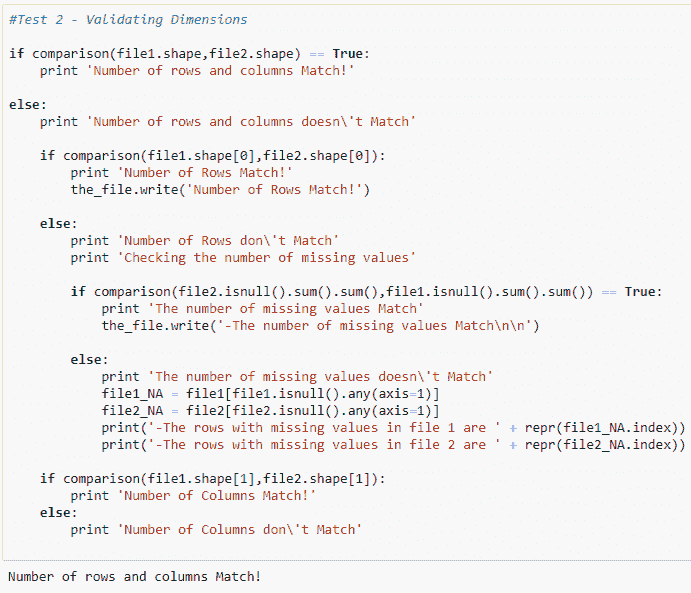 #Test 2 - Validating Dimensions
if comparison(file1.shape,file2.shape) == True:
    print 'Number of rows and columns Match!'
else:
    print 'Number of rows and columns doesn\'t Match'
    if comparison(file1.shape[0],file2.shape[0]):
        print 'Number of Rows Match!'
        the_file.write('Number of Rows Match!')
    else:
        print 'Number of Rows don\'t Match'
        print 'Checking the number of missing values'
        if comparison(file2.isnull().sum().sum(),file1.isnull().sum().sum()) == True:
            print 'The number of missing values Match'
            the_file.write('-The number of missing values Match\n\n')
        else:
            print 'The number of missing values doesn\'t Match'
            file1_NA = file1[file1.isnull().any(axis=1)]
            file2_NA = file2[file2.isnull().any(axis=1)]
            print('-The rows with missing values in file 1 are ' + repr(file1_NA.index))
            print('-The rows with missing values in file 2 are ' + repr(file2_NA.index))
    if comparison(file1.shape[1],file2.shape[1]):
        print 'Number of Columns Match!'
    else:
        print 'Number of Columns don\'t Match'
Number of rows and columns Match!